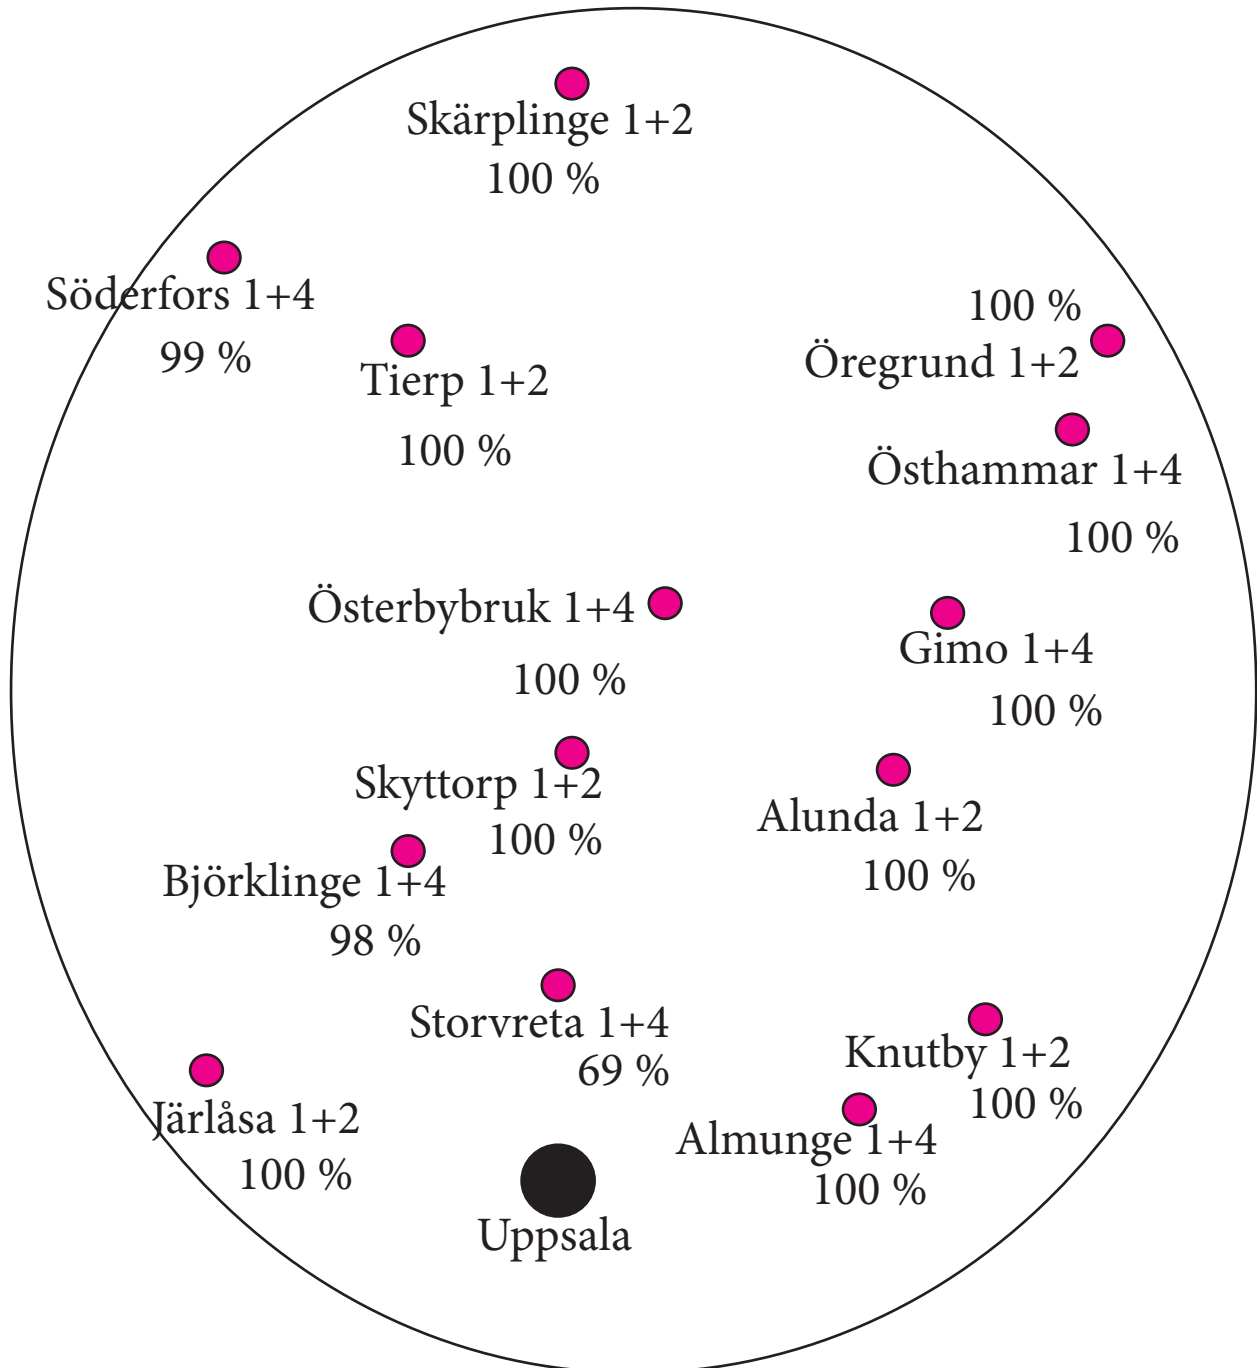 Skärplinge 1+2
100 %
Söderfors 1+4
99 %
Tierp 1+2
100 %
100 %
Öregrund 1+2
Östhammar 1+4
100 %
Österbybruk 1+4
100 %
Gimo 1+4
100 %
Skyttorp 1+2
100 %
Alunda 1+2
100 %
Björklinge 1+4
98 %
Storvreta 1+4
69 %
Knutby 1+2
100 %
Järlåsa 1+2
100 %
Almunge 1+4
100 %
Uppsala